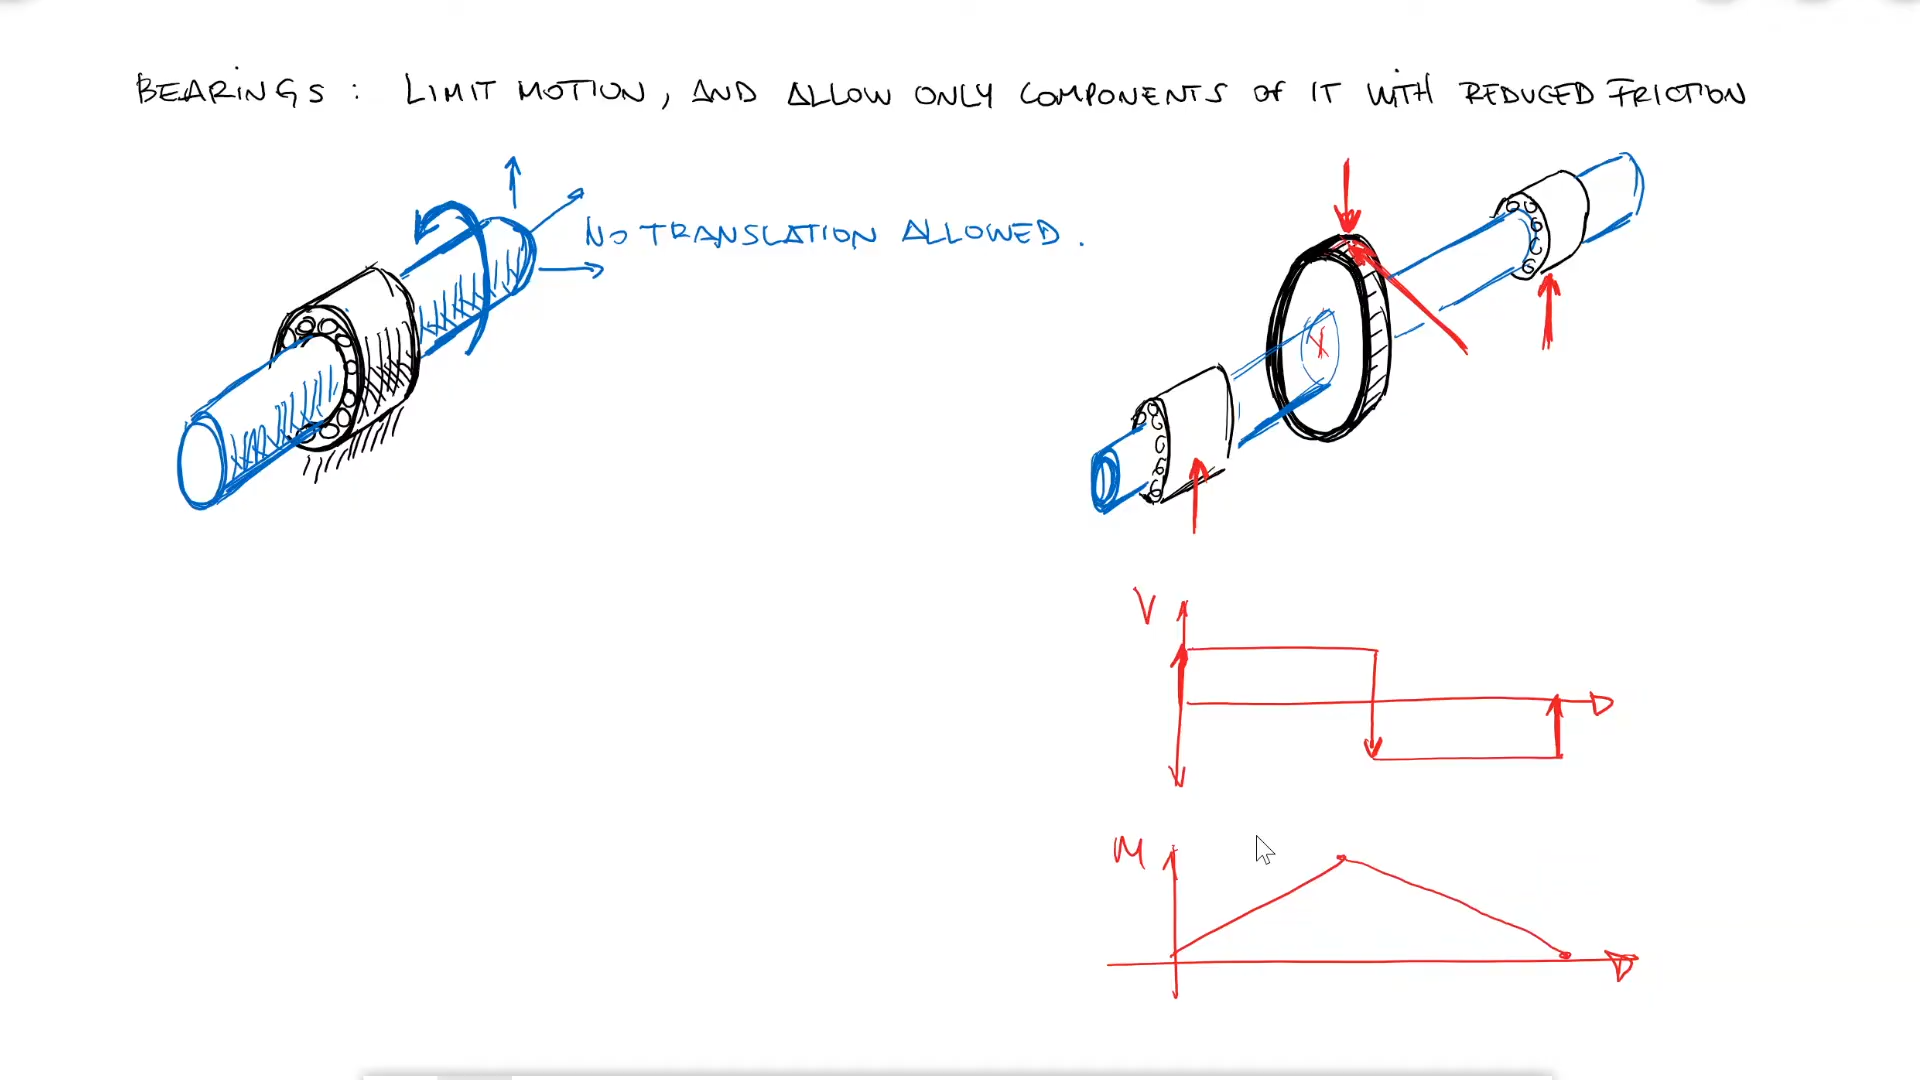 BEARINGS : LIMIT MOTION, AND ALLOW ONLY COMPONENTS OF IT WITH REDUCED FRICTION
NO TRANSLATION ALLOWED.
V
M